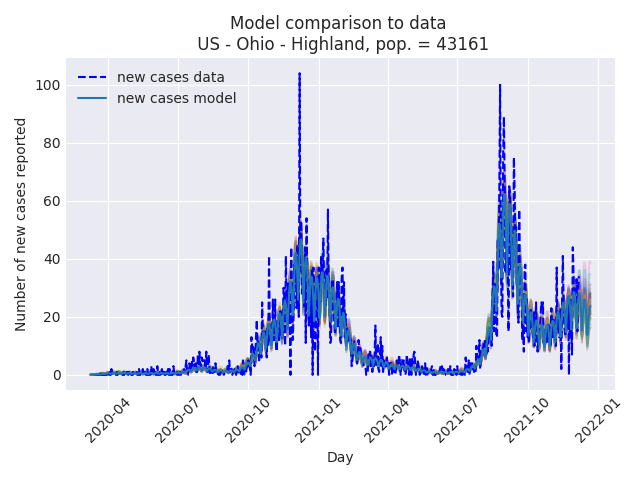 Model comparison to data
US - Ohio - Highland, pop. = 43161
new cases data
new cases model
Number of new cases reported
100
80
60
40
20
0
2020-04
2020-07
2020-10
2021-01
2021-04
2021-07
2021-10
2022-01
Day